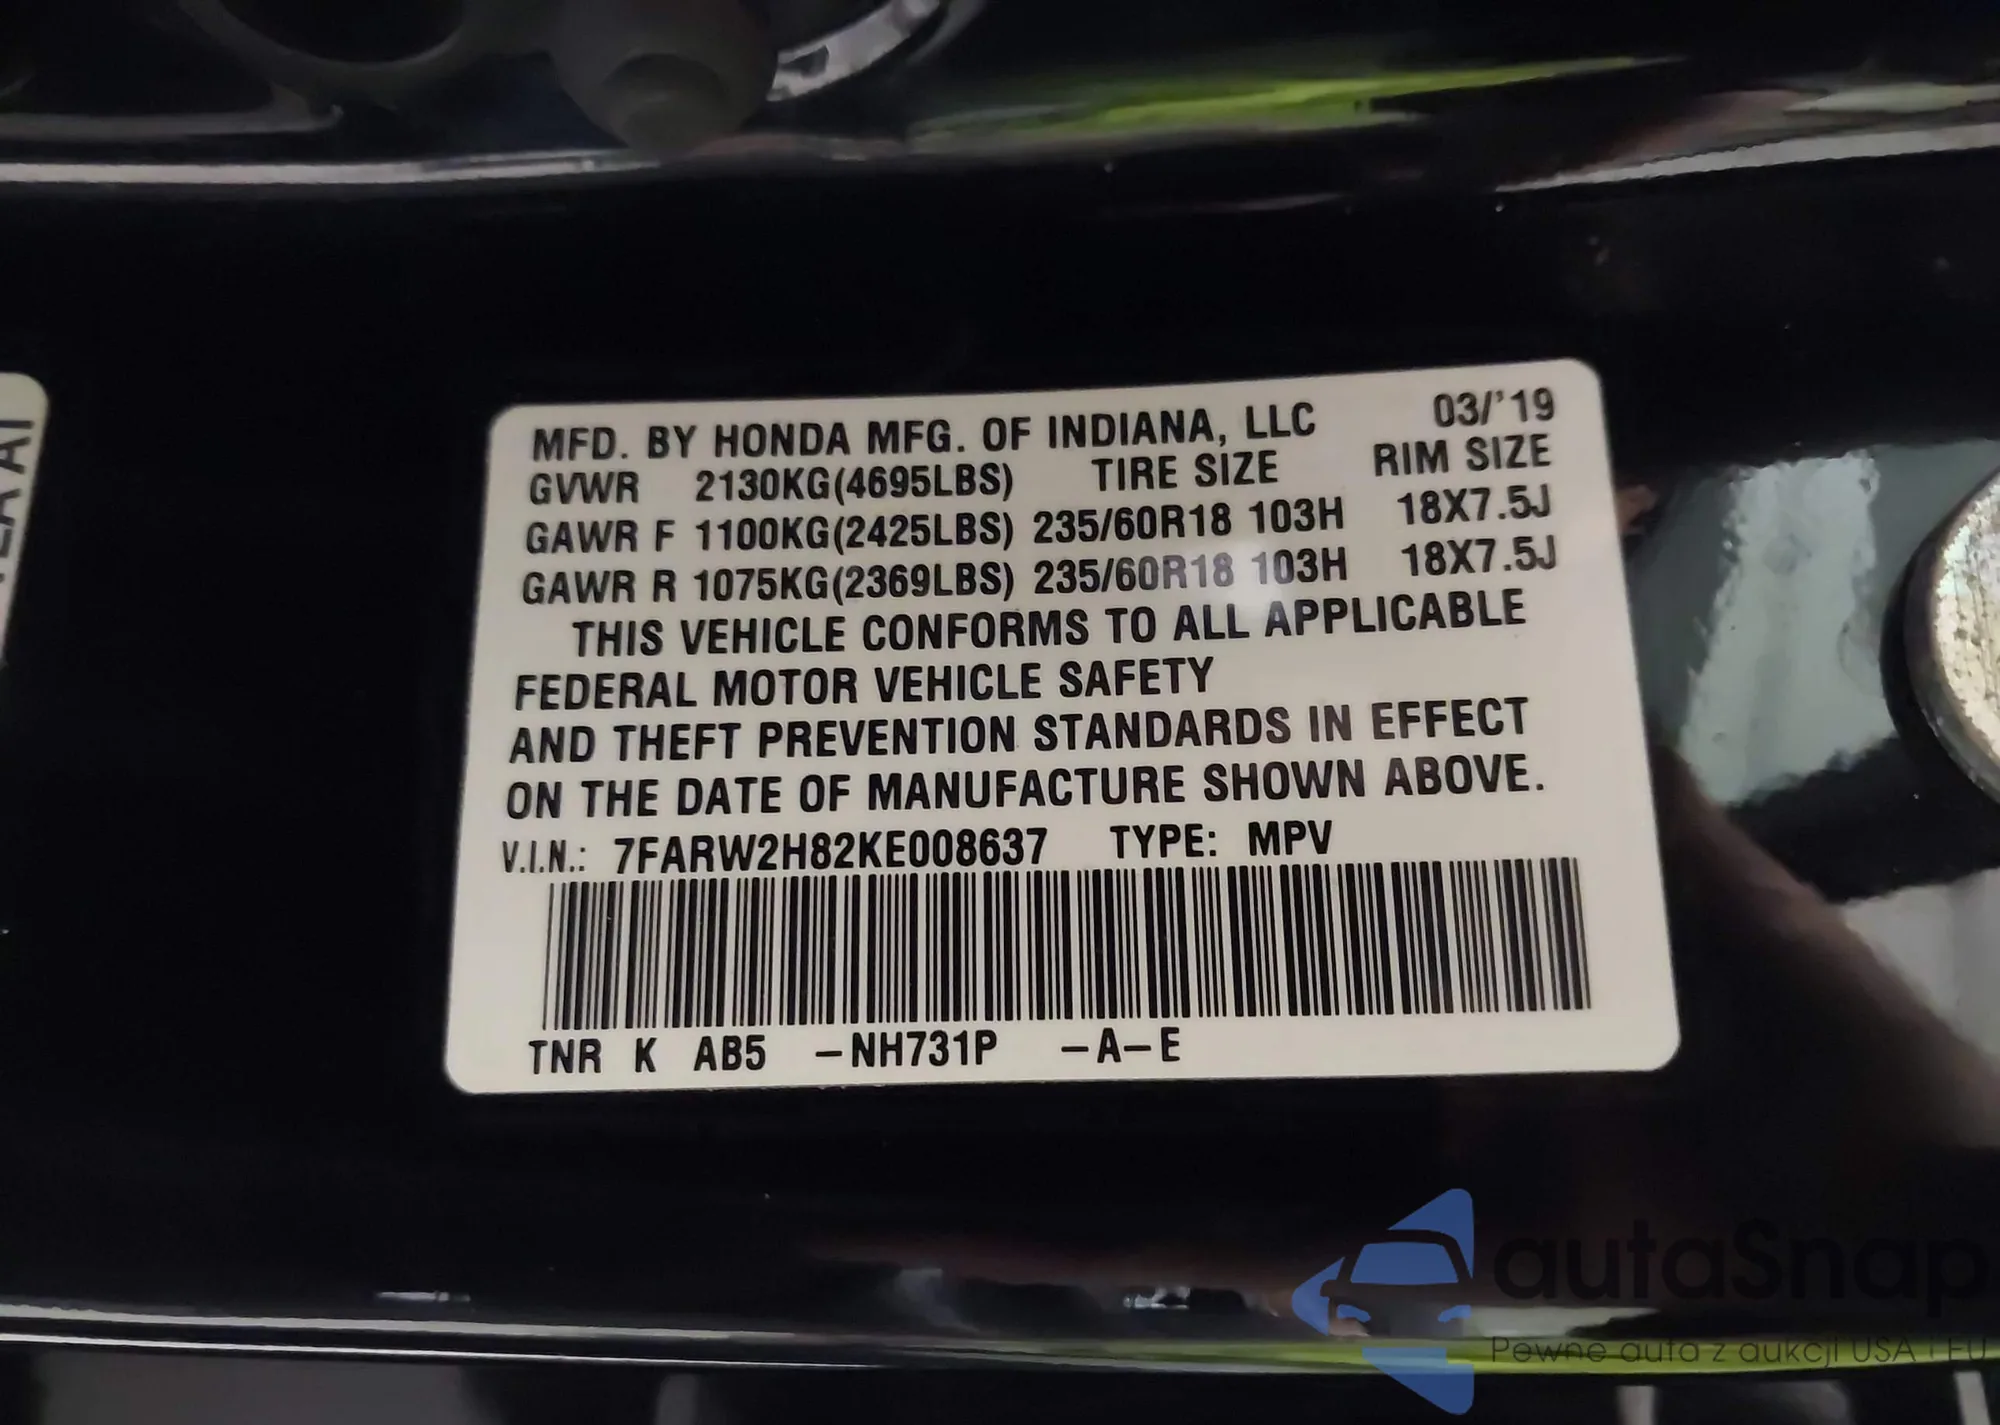 MFD. BY HONDA MFG. OF INDIANA, LLC 03/'19
GVWR 2130KG(4695LBS) TIRE SIZE RIM SIZE
GAWR F 1100KG(2425LBS) 235/60R18 103H 18X7.5J
GAWR R 1075KG(2369LBS) 235/60R18 103H 18X7.5J
THIS VEHICLE CONFORMS TO ALL APPLICABLE
FEDERAL MOTOR VEHICLE SAFETY
AND THEFT PREVENTION STANDARDS IN EFFECT
ON THE DATE OF MANUFACTURE SHOWN ABOVE.
V.I.N.: 7FARW2H82KE008637 TYPE: MPV
TNR K AB5 -NH731P -A-E
autaSnap
Pewne auta z aukcji USA i EU